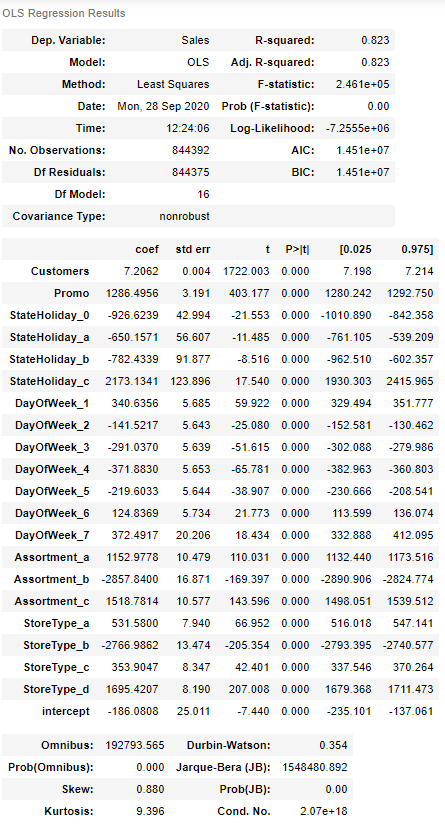 OLS Regression Results
Dep. Variable: Sales R-squared: 0.823
Model: OLS Adj. R-squared: 0.823
Method: Least Squares F-statistic: 2.461e+05
Date: Mon, 28 Sep 2020 Prob (F-statistic): 0.00
Time: 12:24:06 Log-Likelihood: -7.2555e+06
No. Observations: 844392 AIC: 1.451e+07
Df Residuals: 844375 BIC: 1.451e+07
Df Model: 16
Covariance Type: nonrobust
coef std err t P>|t| [0.025 0.975]
Customers 7.2062 0.004 1722.003 0.000 7.198 7.214
Promo 1286.4956 3.191 403.177 0.000 1280.242 1292.750
StateHoliday_0 -926.6239 42.994 -21.553 0.000 -1010.890 -842.358
StateHoliday_a -650.1571 56.607 -11.485 0.000 -761.105 -539.209
StateHoliday_b -782.4339 91.877 -8.516 0.000 -962.510 -602.357
StateHoliday_c 2173.1341 123.896 17.540 0.000 1930.303 2415.965
DayOfWeek_1 340.6356 5.685 59.922 0.000 329.494 351.777
DayOfWeek_2 -141.5217 5.643 -25.080 0.000 -152.581 -130.462
DayOfWeek_3 -291.0370 5.639 -51.615 0.000 -302.088 -279.986
DayOfWeek_4 -371.8830 5.653 -65.781 0.000 -382.963 -360.803
DayOfWeek_5 -219.6033 5.644 -38.907 0.000 -230.666 -208.541
DayOfWeek_6 124.8369 5.734 21.773 0.000 113.599 136.074
DayOfWeek_7 372.4917 20.206 18.434 0.000 332.888 412.095
Assortment_a 1152.9778 10.479 110.031 0.000 1132.440 1173.516
Assortment_b -2857.8400 16.871 -169.397 0.000 -2890.906 -2824.774
Assortment_c 1518.7814 10.577 143.596 0.000 1498.051 1539.512
StoreType_a 531.5800 7.940 66.952 0.000 516.018 547.141
StoreType_b -2766.9862 13.474 -205.354 0.000 -2793.395 -2740.577
StoreType_c 353.9047 8.347 42.401 0.000 337.546 370.264
StoreType_d 1695.4207 8.190 207.008 0.000 1679.368 1711.473
intercept -186.0808 25.011 -7.440 0.000 -235.101 -137.061
Omnibus: 192793.565 Durbin-Watson: 0.354
Prob(Omnibus): 0.000 Jarque-Bera (JB): 1548480.892
Skew: 0.880 Prob(JB): 0.00
Kurtosis: 9.396 Cond. No. 2.07e+18